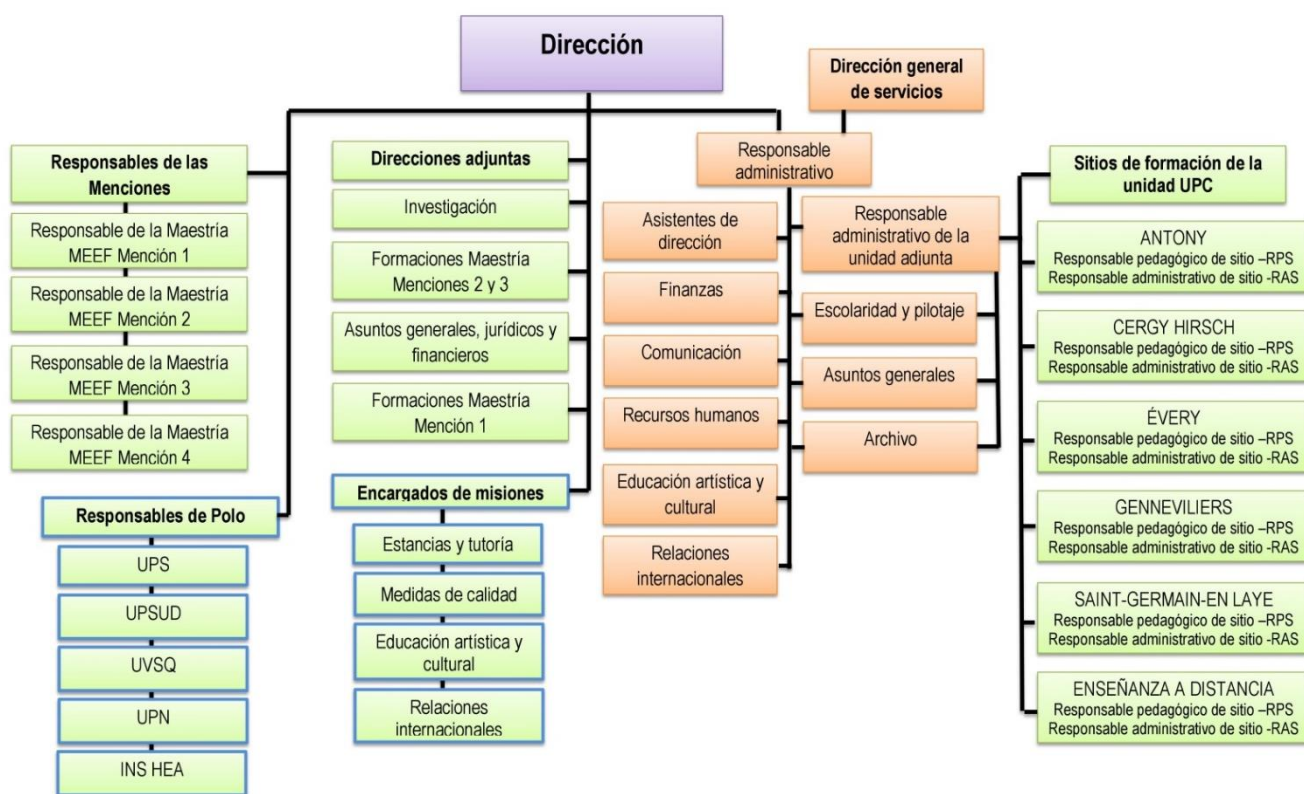 Dirección
Dirección general
de servicios
Responsables de las
Menciones
Responsable de la Maestría
MEEF Mención 1
Responsable de la Maestría
MEEF Mención 2
Responsable de la Maestría
MEEF Mención 3
Responsable de la Maestría
MEEF Mención 4
Responsables de Polo
UPS
UPSUD
UVSQ
UPN
INS HEA
Direcciones adjuntas
Investigación
Formaciones Maestría
Menciones 2 y 3
Asuntos generales, jurídicos y
financieros
Formaciones Maestría
Mención 1
Encargados de misiones
Estancias y tutoría
Medidas de calidad
Educación artística y
cultural
Relaciones
internacionales
Responsable
administrativo
Asistentes de
dirección
Finanzas
Comunicación
Recursos humanos
Educación artística y
cultural
Relaciones
internacionales
Responsable
administrativo de la
unidad adjunta
Escolaridad y pilotaje
Asuntos generales
Archivo
Sitios de formación de la
unidad UPC
ANTONY
Responsable pedagógico de sitio –RPS
Responsable administrativo de sitio -RAS
CERGY HIRSCH
Responsable pedagógico de sitio –RPS
Responsable administrativo de sitio -RAS
ÉVERY
Responsable pedagógico de sitio –RPS
Responsable administrativo de sitio -RAS
GENNEVILIERS
Responsable pedagógico de sitio –RPS
Responsable administrativo de sitio -RAS
SAINT-GERMAIN-EN LAYE
Responsable pedagógico de sitio –RPS
Responsable administrativo de sitio -RAS
ENSEÑANZA A DISTANCIA
Responsable pedagógico de sitio –RPS
Responsable administrativo de sitio -RAS